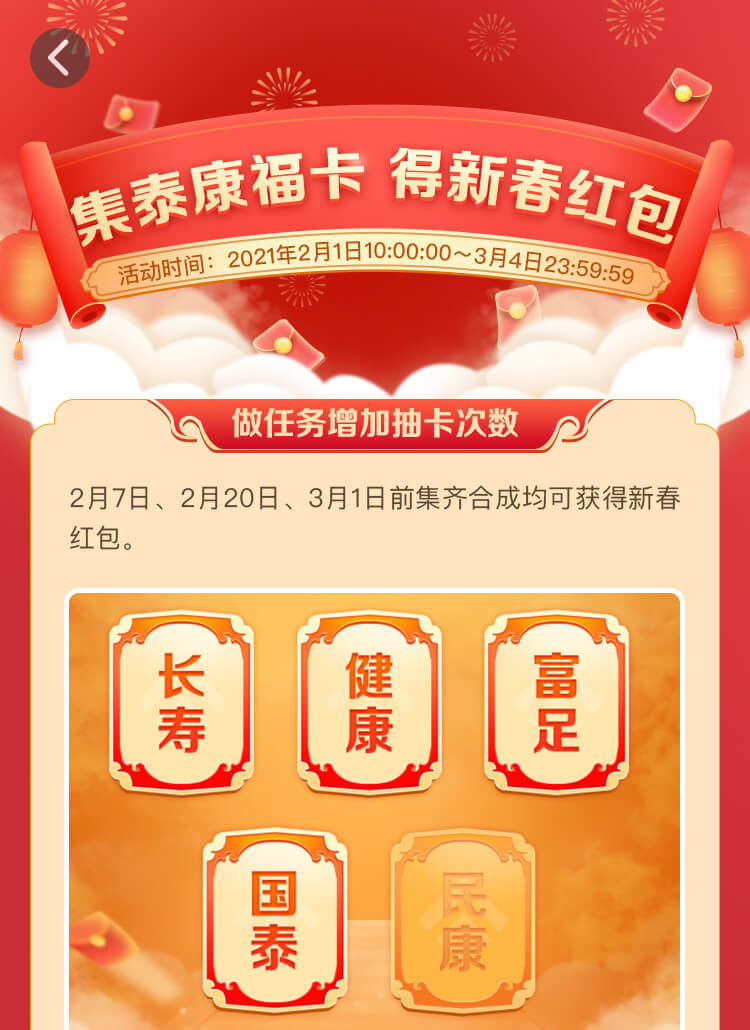 集泰康福卡 得新春红包
活动时间：2021年2月1日10:00:00～3月4日23:59:59
做任务增加抽卡次数
2月7日、2月20日、3月1日前集齐合成均可获得新春
红包。
长寿
健康
富足
国泰
民康